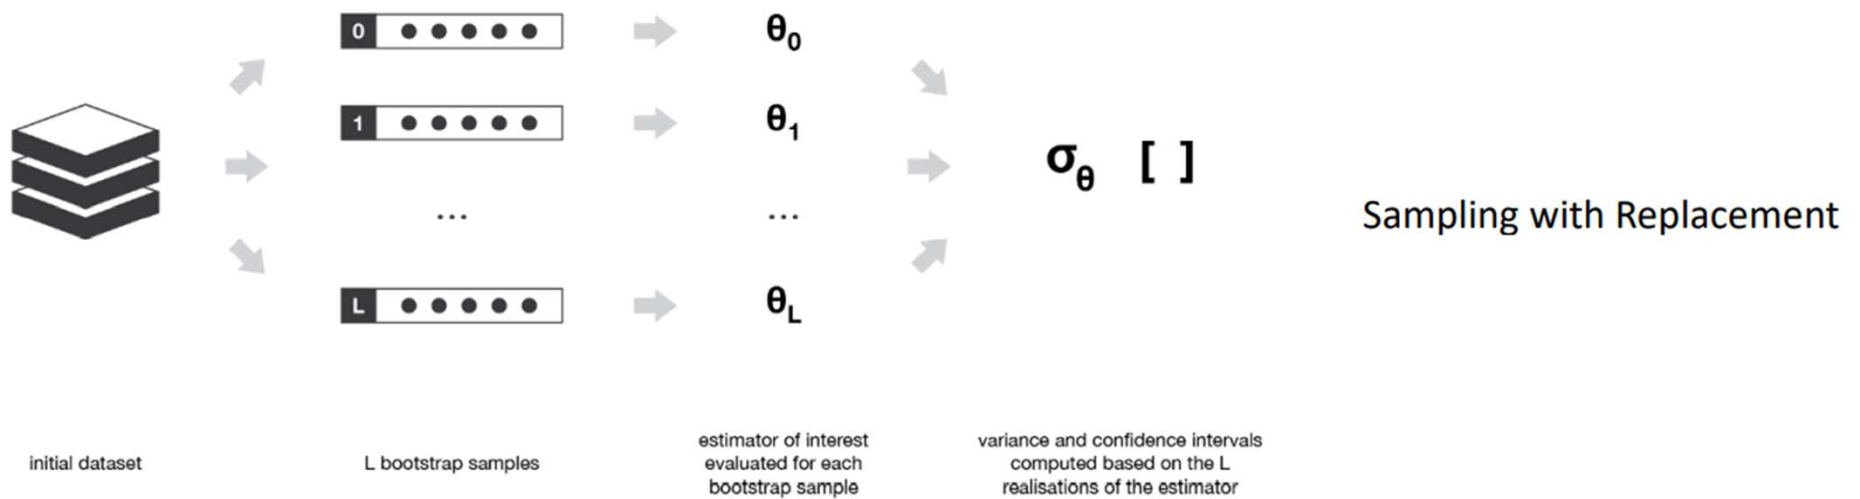 0
θ0
1
θ1
...
...
L
θL
σθ [ ]
Sampling with Replacement
initial dataset
L bootstrap samples
estimator of interest
evaluated for each
bootstrap sample
variance and confidence intervals
computed based on the L
realisations of the estimator